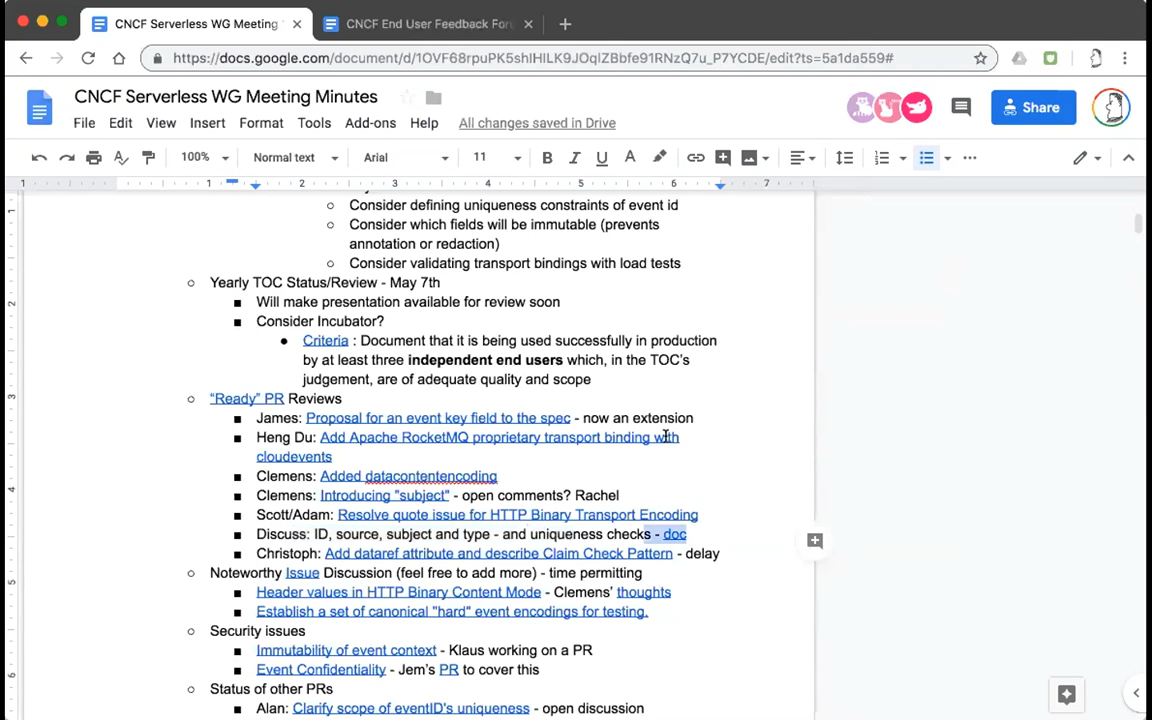 CNCF Serverless WG Meeting
CNCF End User Feedback For
https://docs.google.com/document/d/1OVF68rpuPK5shIHILK9JOqlZBbfe91RNzQ7u_P7YCDE/edit?ts=5a1da559#
CNCF Serverless WG Meeting Minutes
Share
File Edit View Insert Format Tools Add-ons Help All changes saved in Drive
100% Normal text Arial 11 B I U A
1 1 2 3 4 5 6 7
Consider defining uniqueness constraints of event id
Consider which fields will be immutable (prevents
annotation or redaction)
Consider validating transport bindings with load tests
Yearly TOC Status/Review - May 7th
Will make presentation available for review soon
Consider Incubator?
Criteria : Document that it is being used successfully in production
by at least three independent end users which, in the TOC's
judgement, are of adequate quality and scope
"Ready" PR Reviews
James: Proposal for an event key field to the spec - now an extension
Heng Du: Add Apache RocketMQ proprietary transport binding with
cloudevents
Clemens: Added datacontentencoding
Clemens: Introducing "subject" - open comments? Rachel
Scott/Adam: Resolve quote issue for HTTP Binary Transport Encoding
Discuss: ID, source, subject and type - and uniqueness checks - doc
Christoph: Add dataref attribute and describe Claim Check Pattern - delay
Noteworthy Issue Discussion (feel free to add more) - time permitting
Header values in HTTP Binary Content Mode - Clemens' thoughts
Establish a set of canonical "hard" event encodings for testing.
Security issues
Immutability of event context - Klaus working on a PR
Event Confidentiality - Jem's PR to cover this
Status of other PRs
Alan: Clarify scope of eventID's uniqueness - open discussion